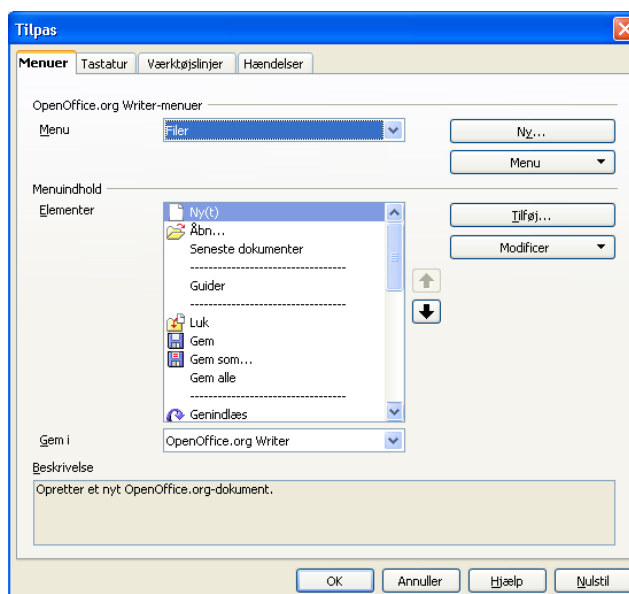 Tilpas
Menuer Tastatur Værktøjslinjer Hændelser
OpenOffice.org Writer-menuer
Menu Filer Ny...
Menu
Menuindhold
Elementer Ny(t) Tilføj...
Åbn...
Seneste dokumenter Modificer
----------------------------------
Guider
----------------------------------
Luk
Gem
Gem som...
Gem alle
----------------------------------
Genindlæs
Gem i OpenOffice.org Writer
Beskrivelse
Opretter et nyt OpenOffice.org-dokument.
OK Annuller Hjælp Nulstil